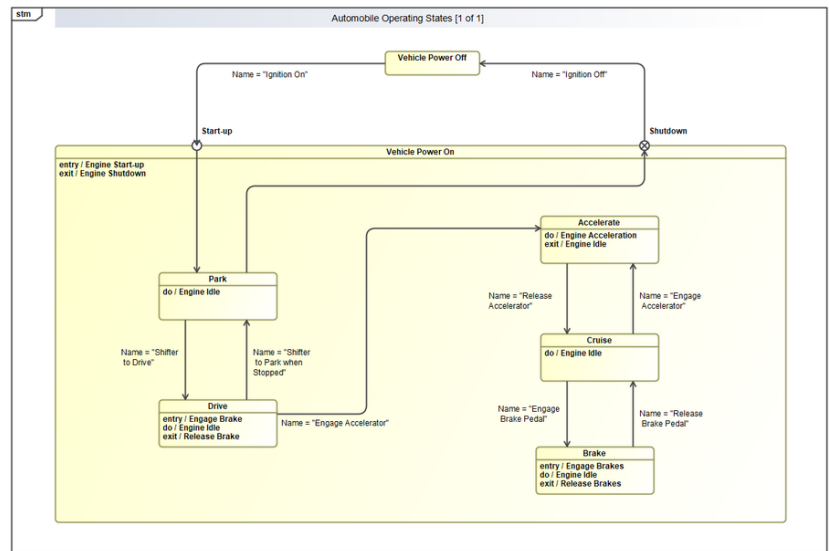 stm
Automobile Operating States [1 of 1]
Vehicle Power Off
Name = "Ignition On"
Name = "Ignition Off"
Start-up
Shutdown
Vehicle Power On
entry / Engine Start-up
exit / Engine Shutdown
Accelerate
do / Engine Acceleration
exit / Engine Idle
Park
do / Engine Idle
Name = "Release
Accelerator"
Name = "Engage
Accelerator"
Cruise
do / Engine Idle
Name = "Shifter
to Drive"
Name = "Shifter
to Park when
Stopped"
Drive
entry / Engage Brake
do / Engine Idle
exit / Release Brake
Name = "Engage Accelerator"
Name = "Engage
Brake Pedal"
Name = "Release
Brake Pedal"
Brake
entry / Engage Brakes
do / Engine Idle
exit / Release Brakes